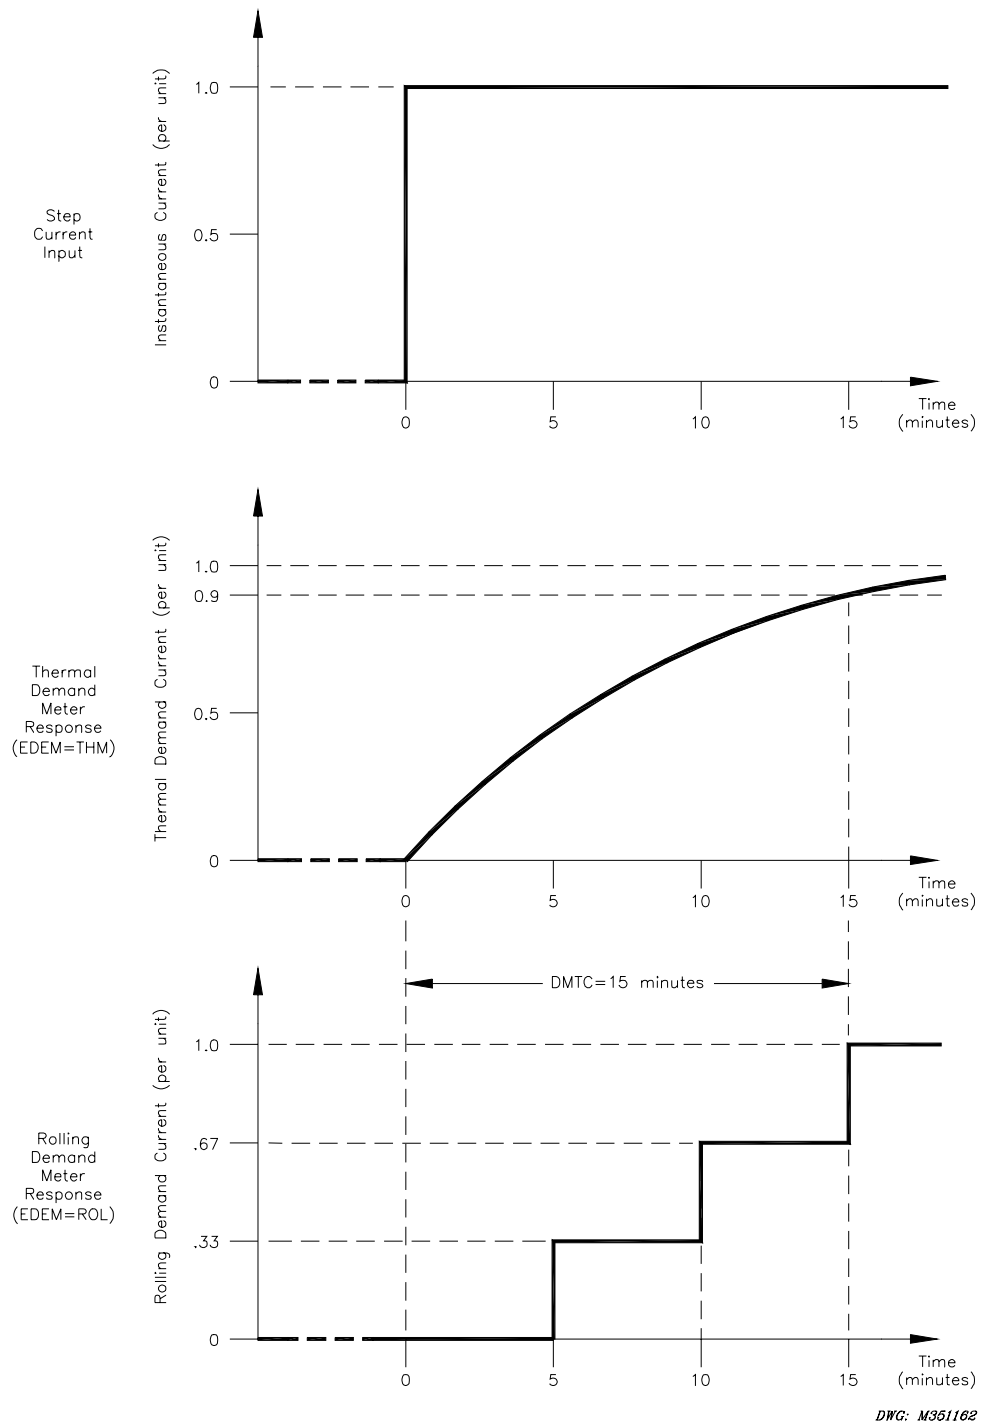 Step
Current
Input
Instantaneous Current (per unit)
1.0
0.5
0
0
5
10
15
Time
(minutes)
Thermal
Demand
Meter
Response
(EDEM=THM)
Thermal Demand Current (per unit)
1.0
0.9
0.5
0
0
5
10
15
Time
(minutes)
DMTC=15 minutes
Rolling
Demand
Meter
Response
(EDEM=ROL)
Rolling Demand Current (per unit)
1.0
.67
.33
0
0
5
10
15
Time
(minutes)
DWG: M351162